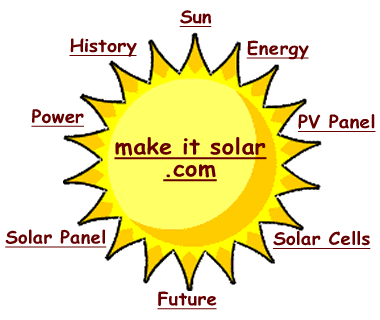 Sun
History
Energy
Power
PV Panel
make it solar
.com
Solar Panel
Solar Cells
Future